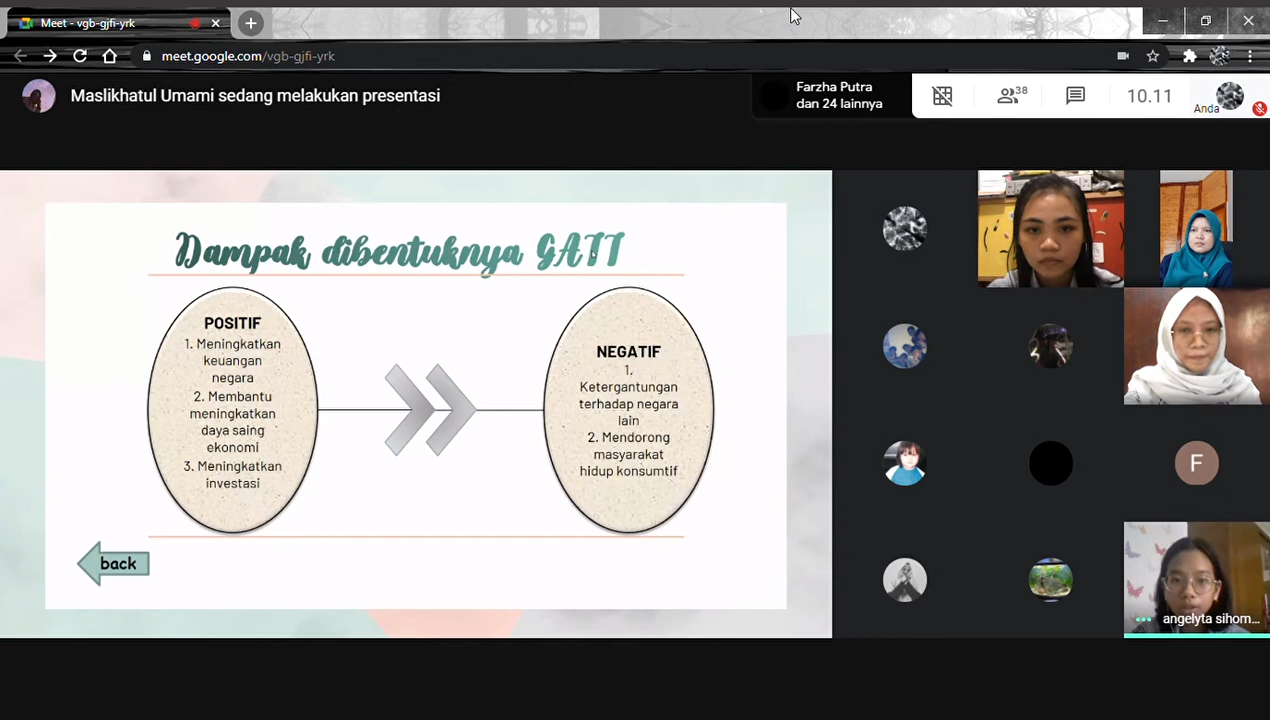 Meet - vgb-gjfi-yrk
meet.google.com/vgb-gjfi-yrk
Maslikhatul Umami sedang melakukan presentasi
Farzha Putra
dan 24 lainnya
38
10.11
Anda
Dampak dibentuknya GATT
POSITIF
1. Meningkatkan
keuangan
negara
2. Membantu
meningkatkan
daya saing
ekonomi
3. Meningkatkan
investasi
NEGATIF
1.
Ketergantungan
terhadap negara
lain
2. Mendorong
masyarakat
hidup konsumtif
back
F
angelyta sihom...